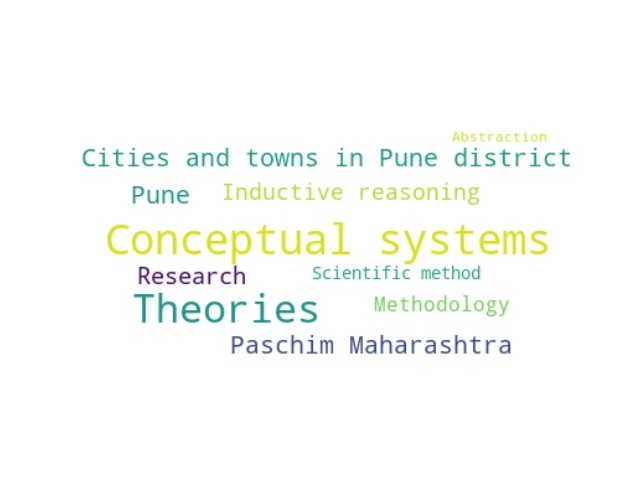 Abstraction
Cities and towns in Pune district
Pune
Inductive reasoning
Conceptual systems
Research
Scientific method
Theories
Methodology
Paschim Maharashtra